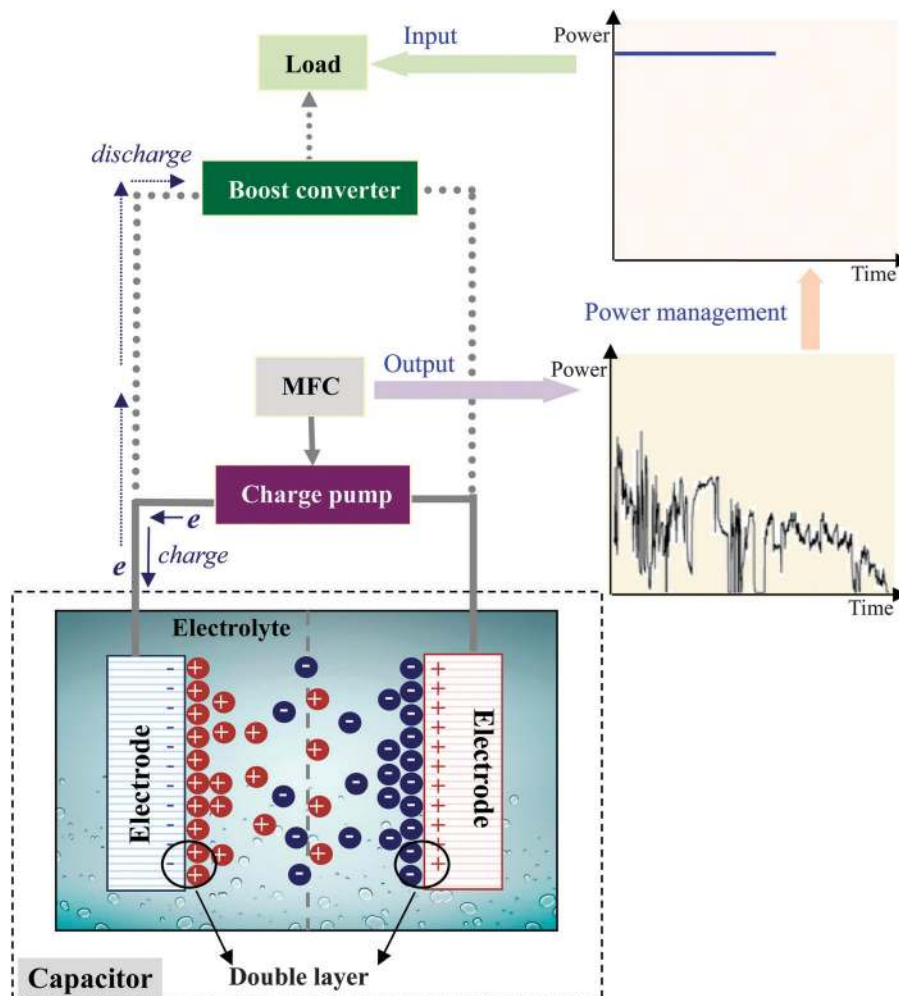 Input
Power
Load
discharge
Boost converter
Time
Power management
Output
Power
MFC
Charge pump
e
charge
e
Time
Electrolyte
Electrode
Electrode
Double layer
Capacitor